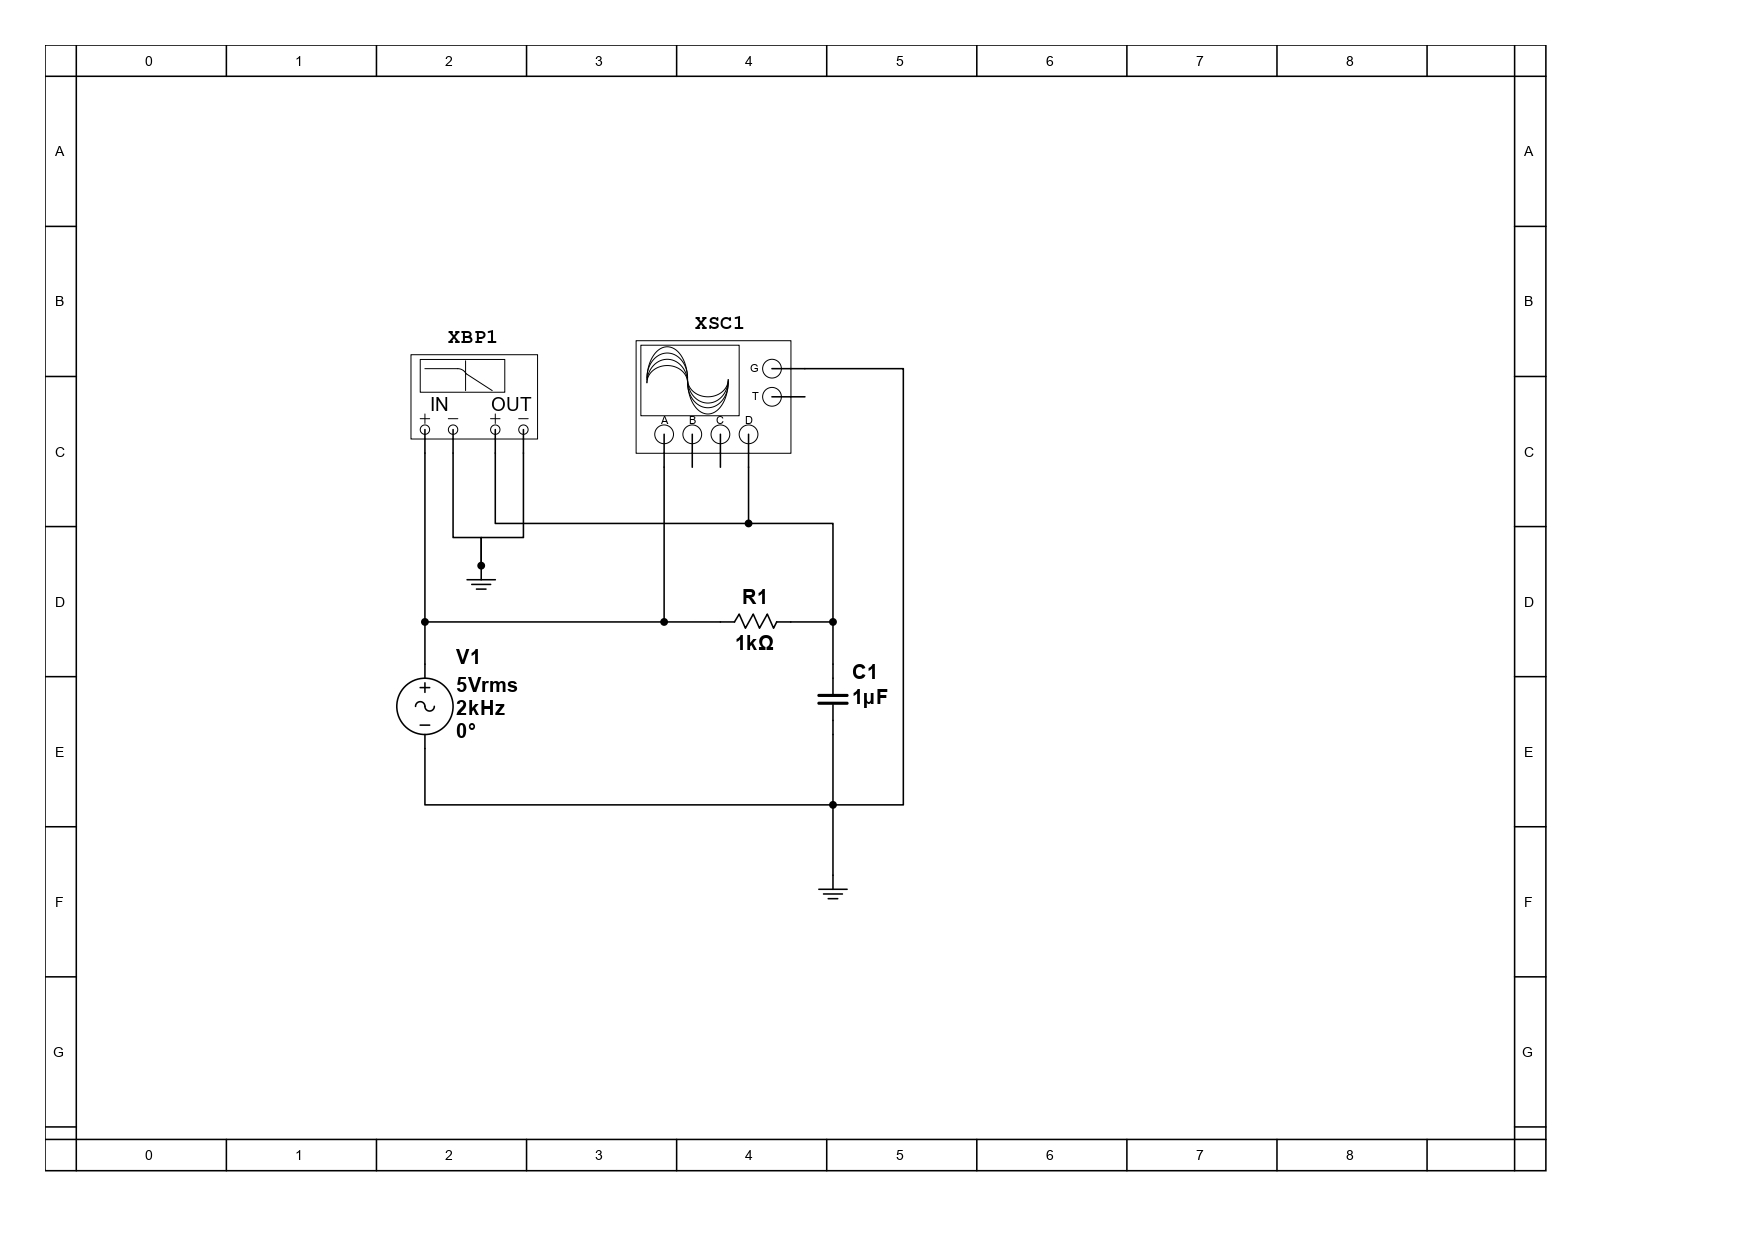 0 1 2 3 4 5 6 7 8
A A
B B
XSC1
XBP1
G
IN OUT
T
+ − + −
A B C D
C C
R1
D D
1kΩ
V1
C1
+ 5Vrms
1µF
2kHz
− 0°
E E
F F
G G
0 1 2 3 4 5 6 7 8